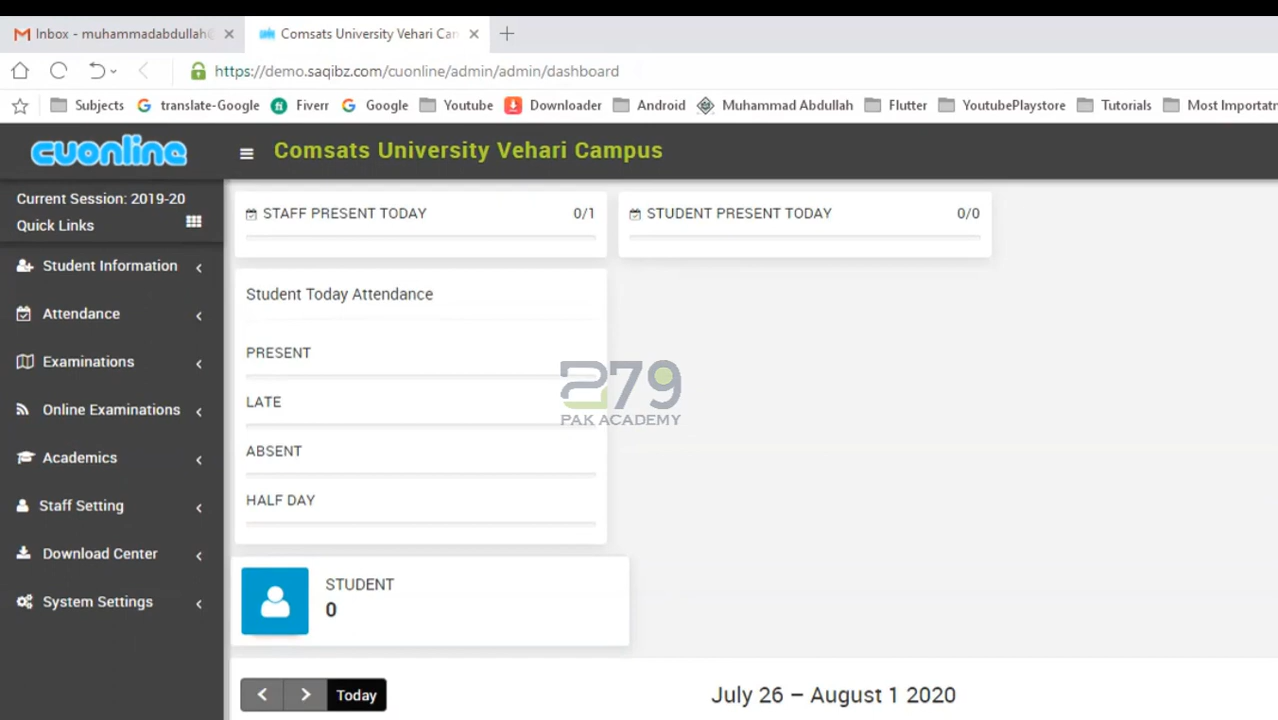 Inbox - muhammadabdullah@
Comsats University Vehari Can
https://demo.saqibz.com/cuonline/admin/admin/dashboard
Subjects translate-Google Fiverr Google Youtube Downloader Android Muhammad Abdullah Flutter YoutubePlaystore Tutorials Most Importatn
cuonline
Comsats University Vehari Campus
Current Session: 2019-20
Quick Links
Student Information
Attendance
Examinations
Online Examinations
Academics
Staff Setting
Download Center
System Settings
STAFF PRESENT TODAY 0/1
STUDENT PRESENT TODAY 0/0
Student Today Attendance
PRESENT
LATE
ABSENT
HALF DAY
279
PAK ACADEMY
STUDENT
0
Today
July 26 – August 1 2020